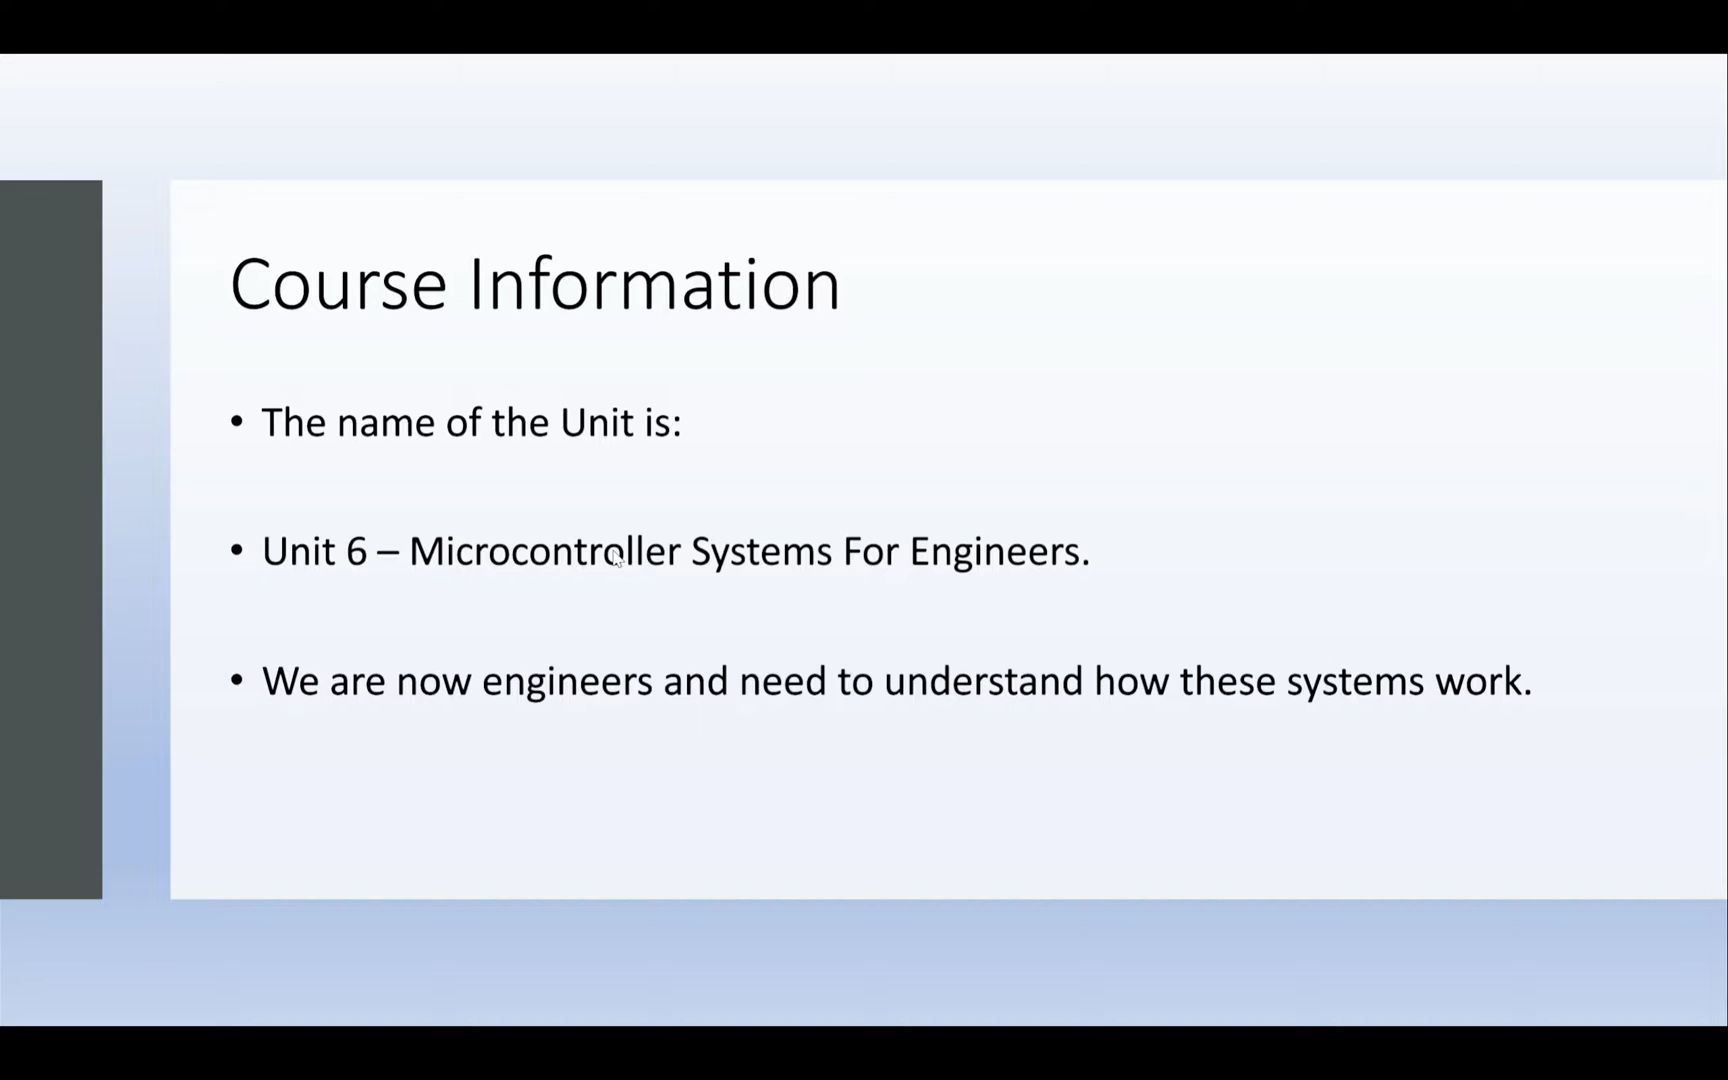 Course Information
• The name of the Unit is:
• Unit 6 – Microcontroller Systems For Engineers.
• We are now engineers and need to understand how these systems work.